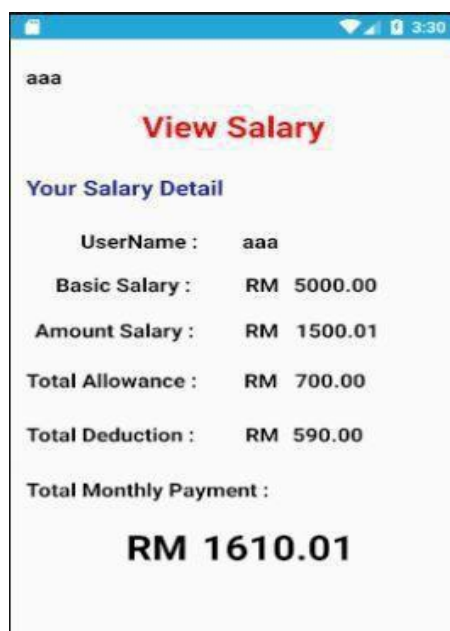 3:30
aaa
View Salary
Your Salary Detail
UserName : aaa
Basic Salary : RM 5000.00
Amount Salary : RM 1500.01
Total Allowance : RM 700.00
Total Deduction : RM 590.00
Total Monthly Payment :
RM 1610.01